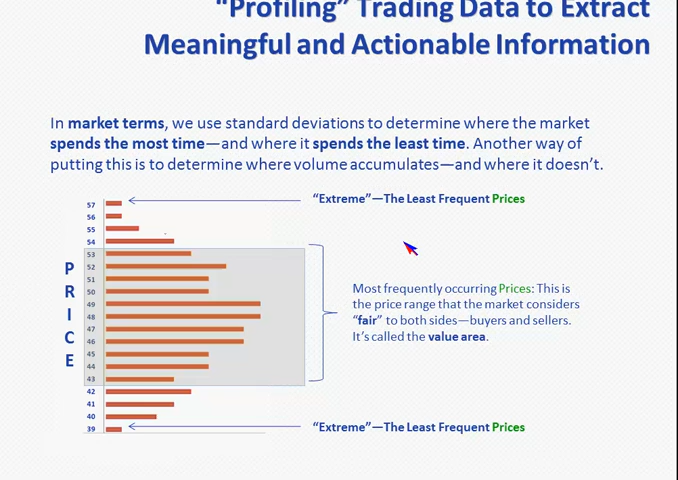 “Profiling” Trading Data to Extract
Meaningful and Actionable Information
In market terms, we use standard deviations to determine where the market
spends the most time—and where it spends the least time. Another way of
putting this is to determine where volume accumulates—and where it doesn’t.
57
“Extreme”—The Least Frequent Prices
56
55
54
53
52
51
50
49
48
47
46
45
44
43
42
41
40
39
PRICE
Most frequently occurring Prices: This is
the price range that the market considers
“fair” to both sides—buyers and sellers.
It’s called the value area.
“Extreme”—The Least Frequent Prices